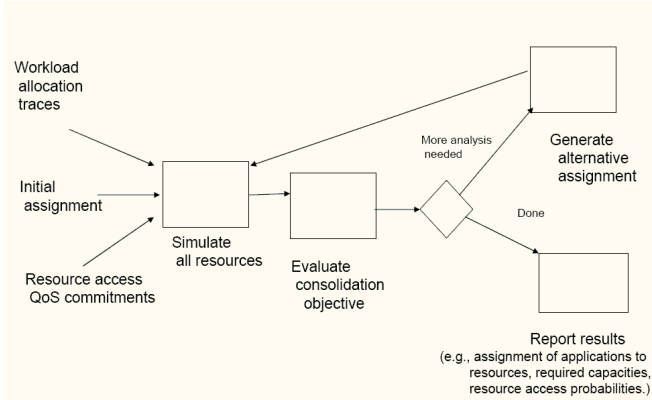 Workload
allocation
traces
Initial
assignment
Resource access
QoS commitments
Simulate
all resources
Evaluate
consolidation
objective
More analysis
needed
Generate
alternative
assignment
Done
Report results
(e.g., assignment of applications to
resources, required capacities,
resource access probabilities.)